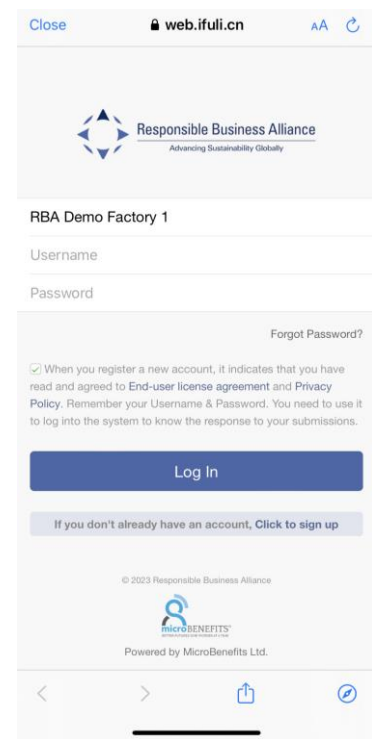 Close web.ifuli.cn AA
Responsible Business Alliance
Advancing Sustainability Globally
RBA Demo Factory 1
Username
Password
Forgot Password?
When you register a new account, it indicates that you have
read and agreed to End-user license agreement and Privacy
Policy. Remember your Username & Password. You need to use it
to log into the system to know the response to your submissions.
Log In
If you don't already have an account, Click to sign up
© 2023 Responsible Business Alliance
microBENEFITS
Powered by MicroBenefits Ltd.